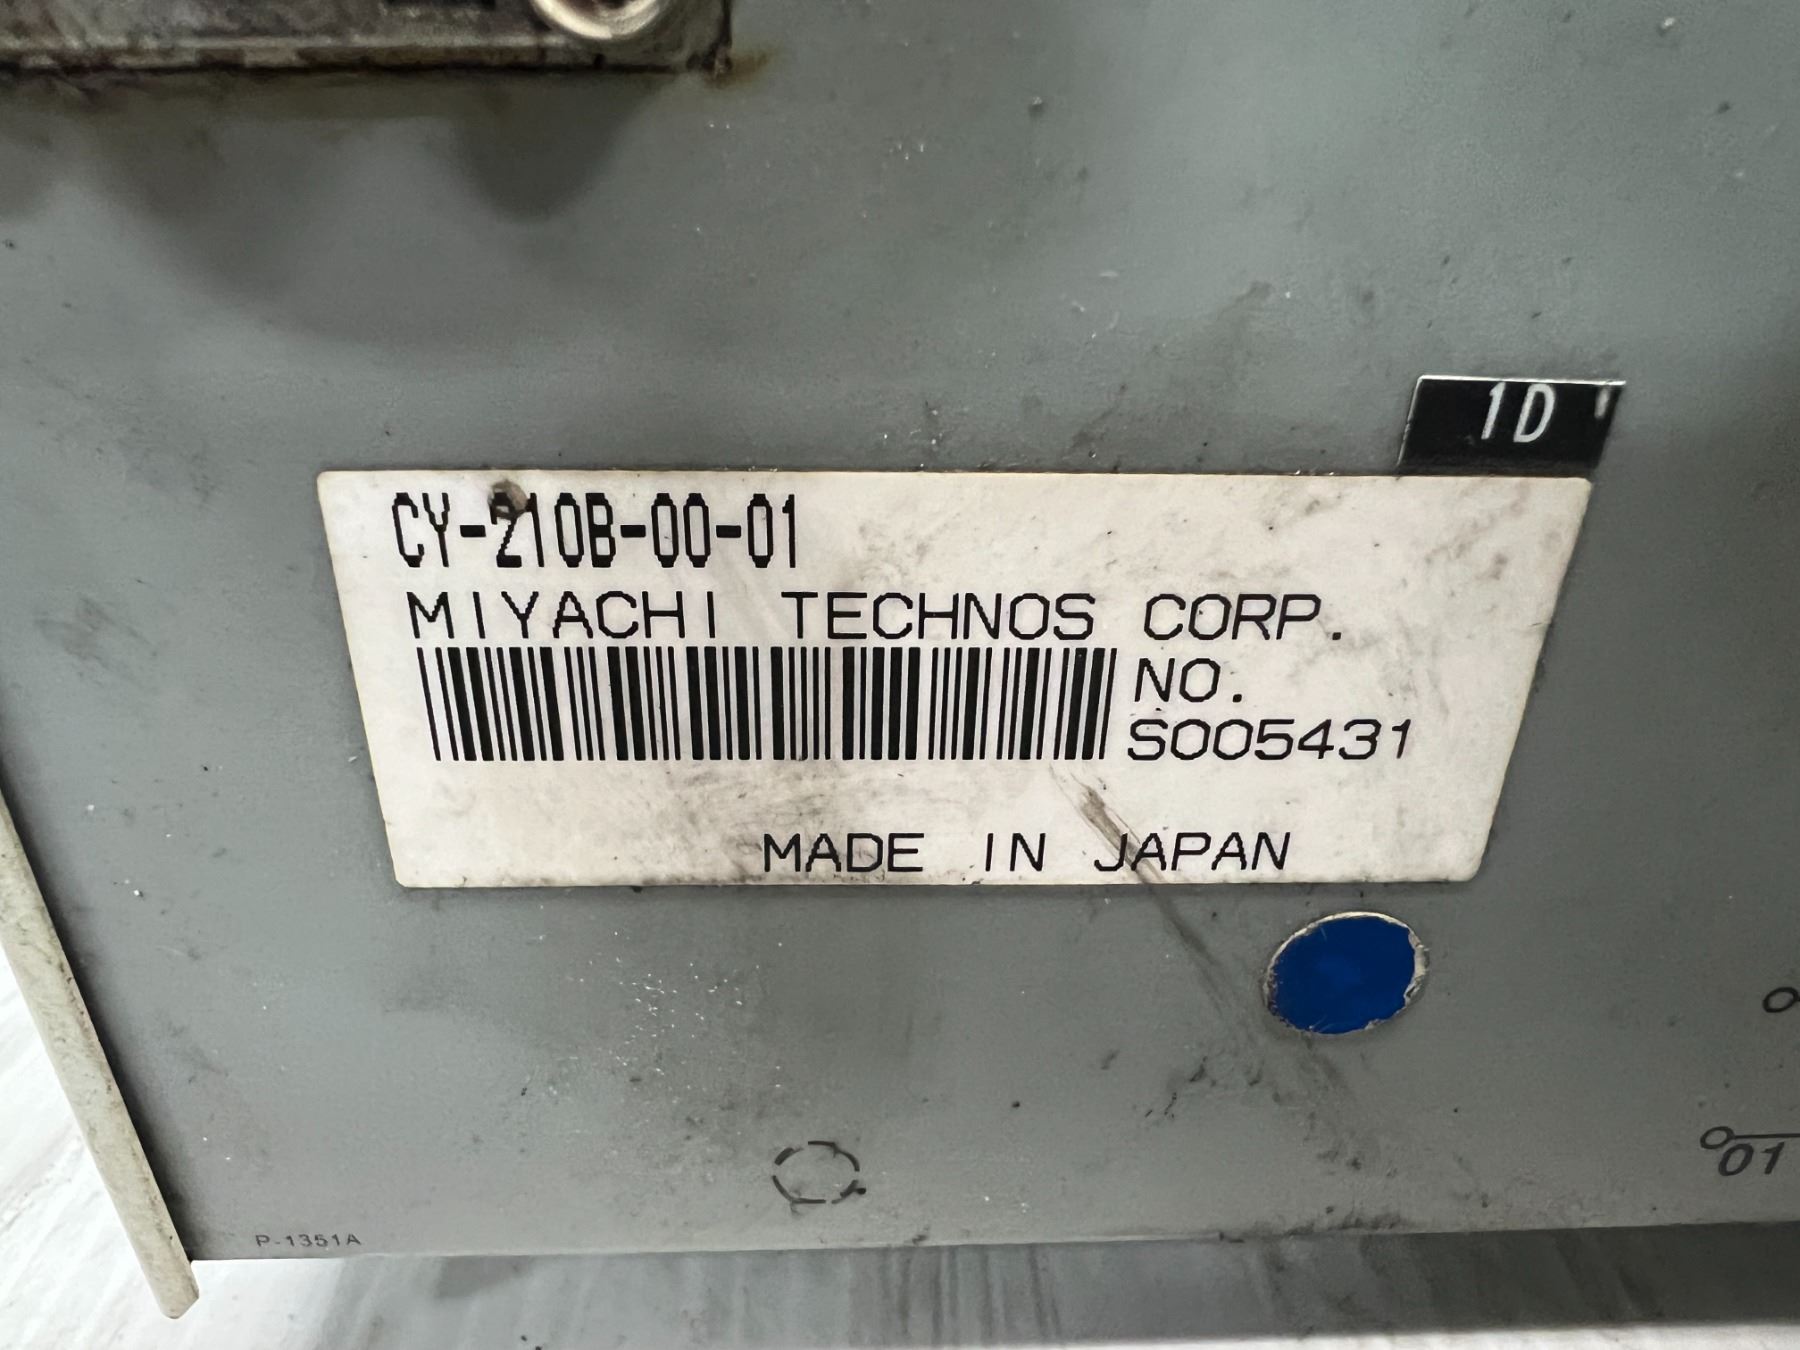 1D
CY-210B-00-01
MIYACHI TECHNOS CORP.
NO.
S005431
MADE IN JAPAN
01
P-1351A